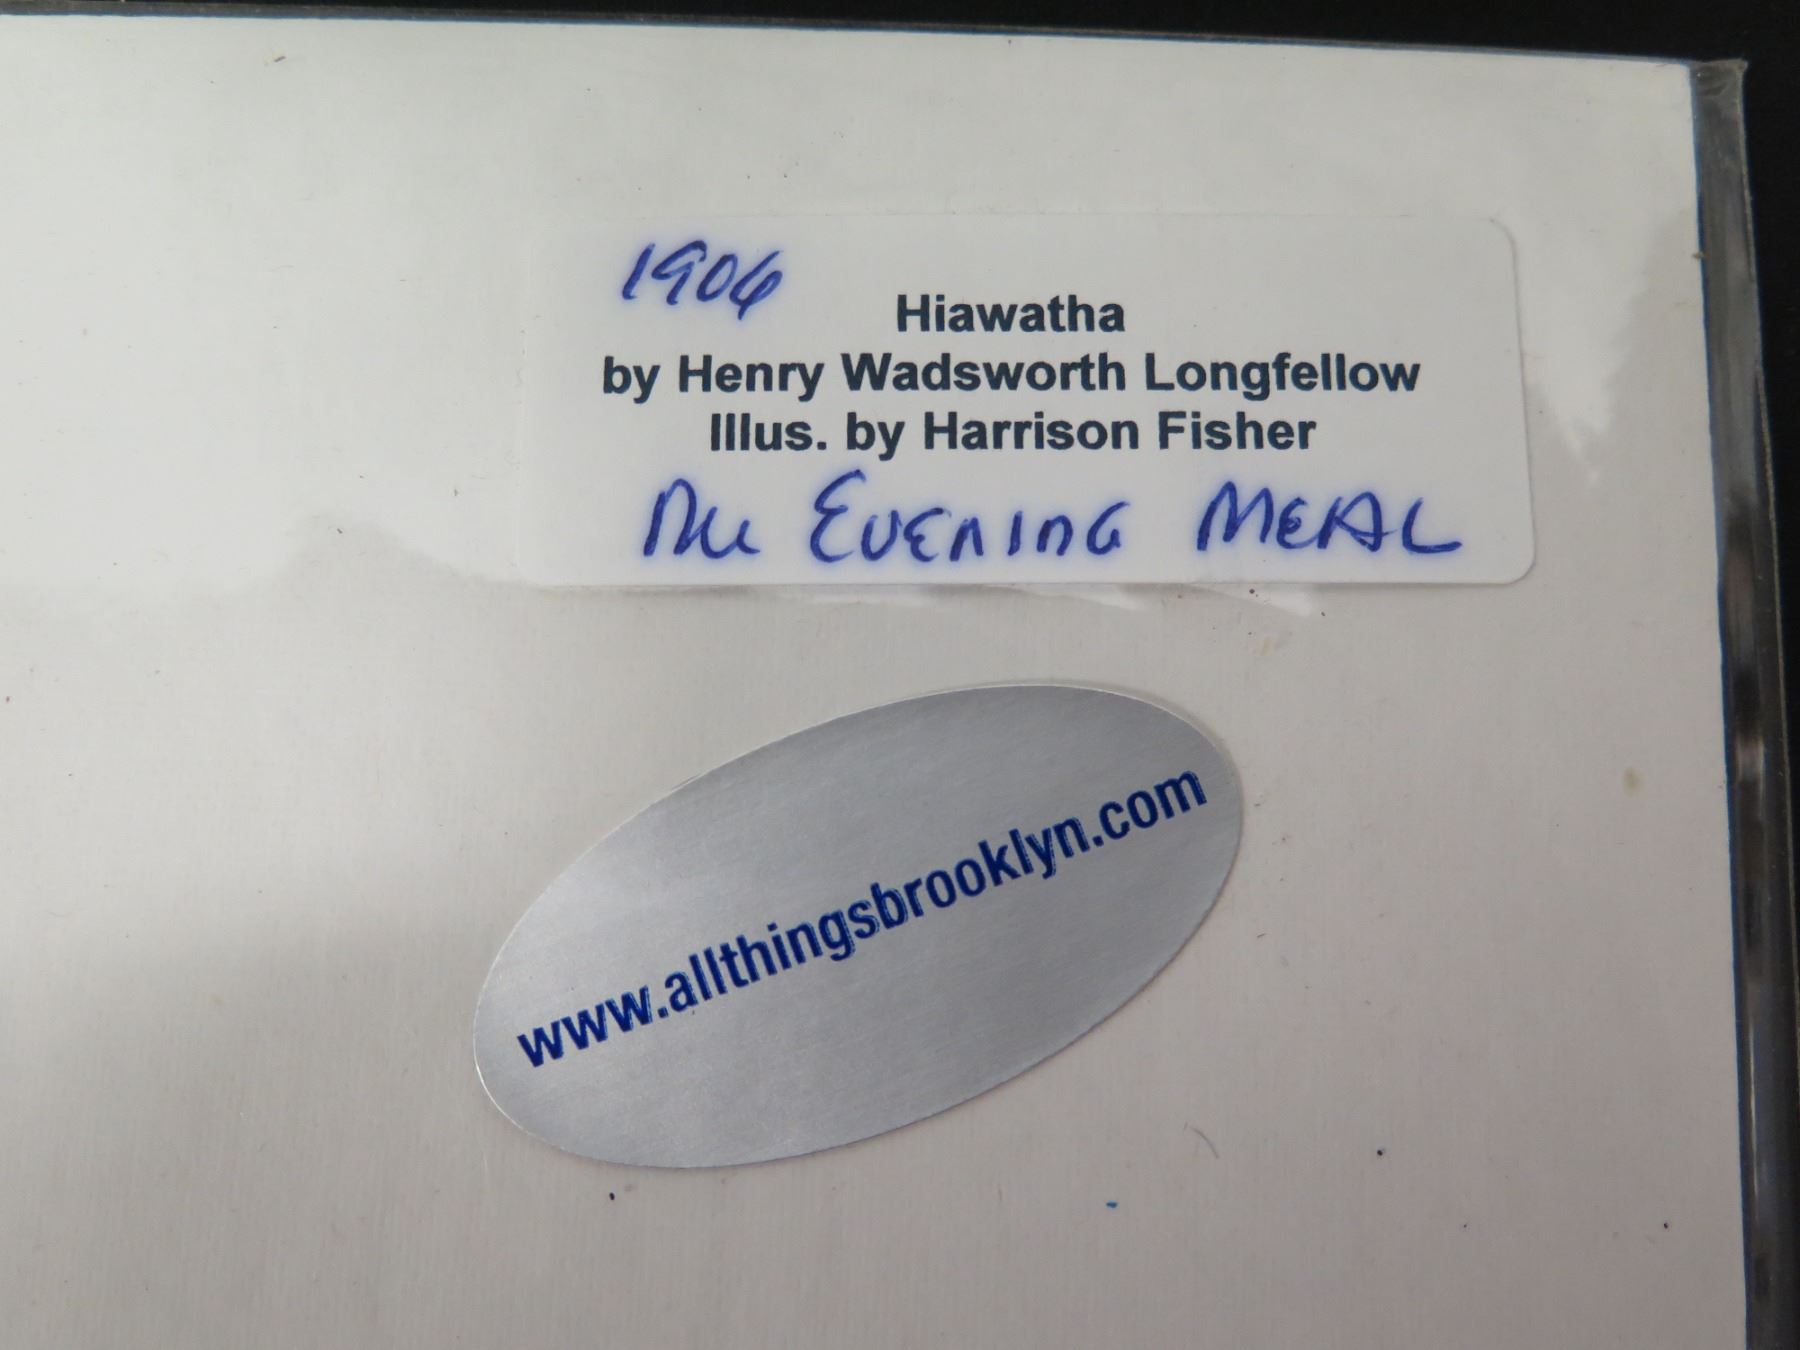 1906
Hiawatha
by Henry Wadsworth Longfellow
Illus. by Harrison Fisher
Evening Meal
www.allthingsbrooklyn.com